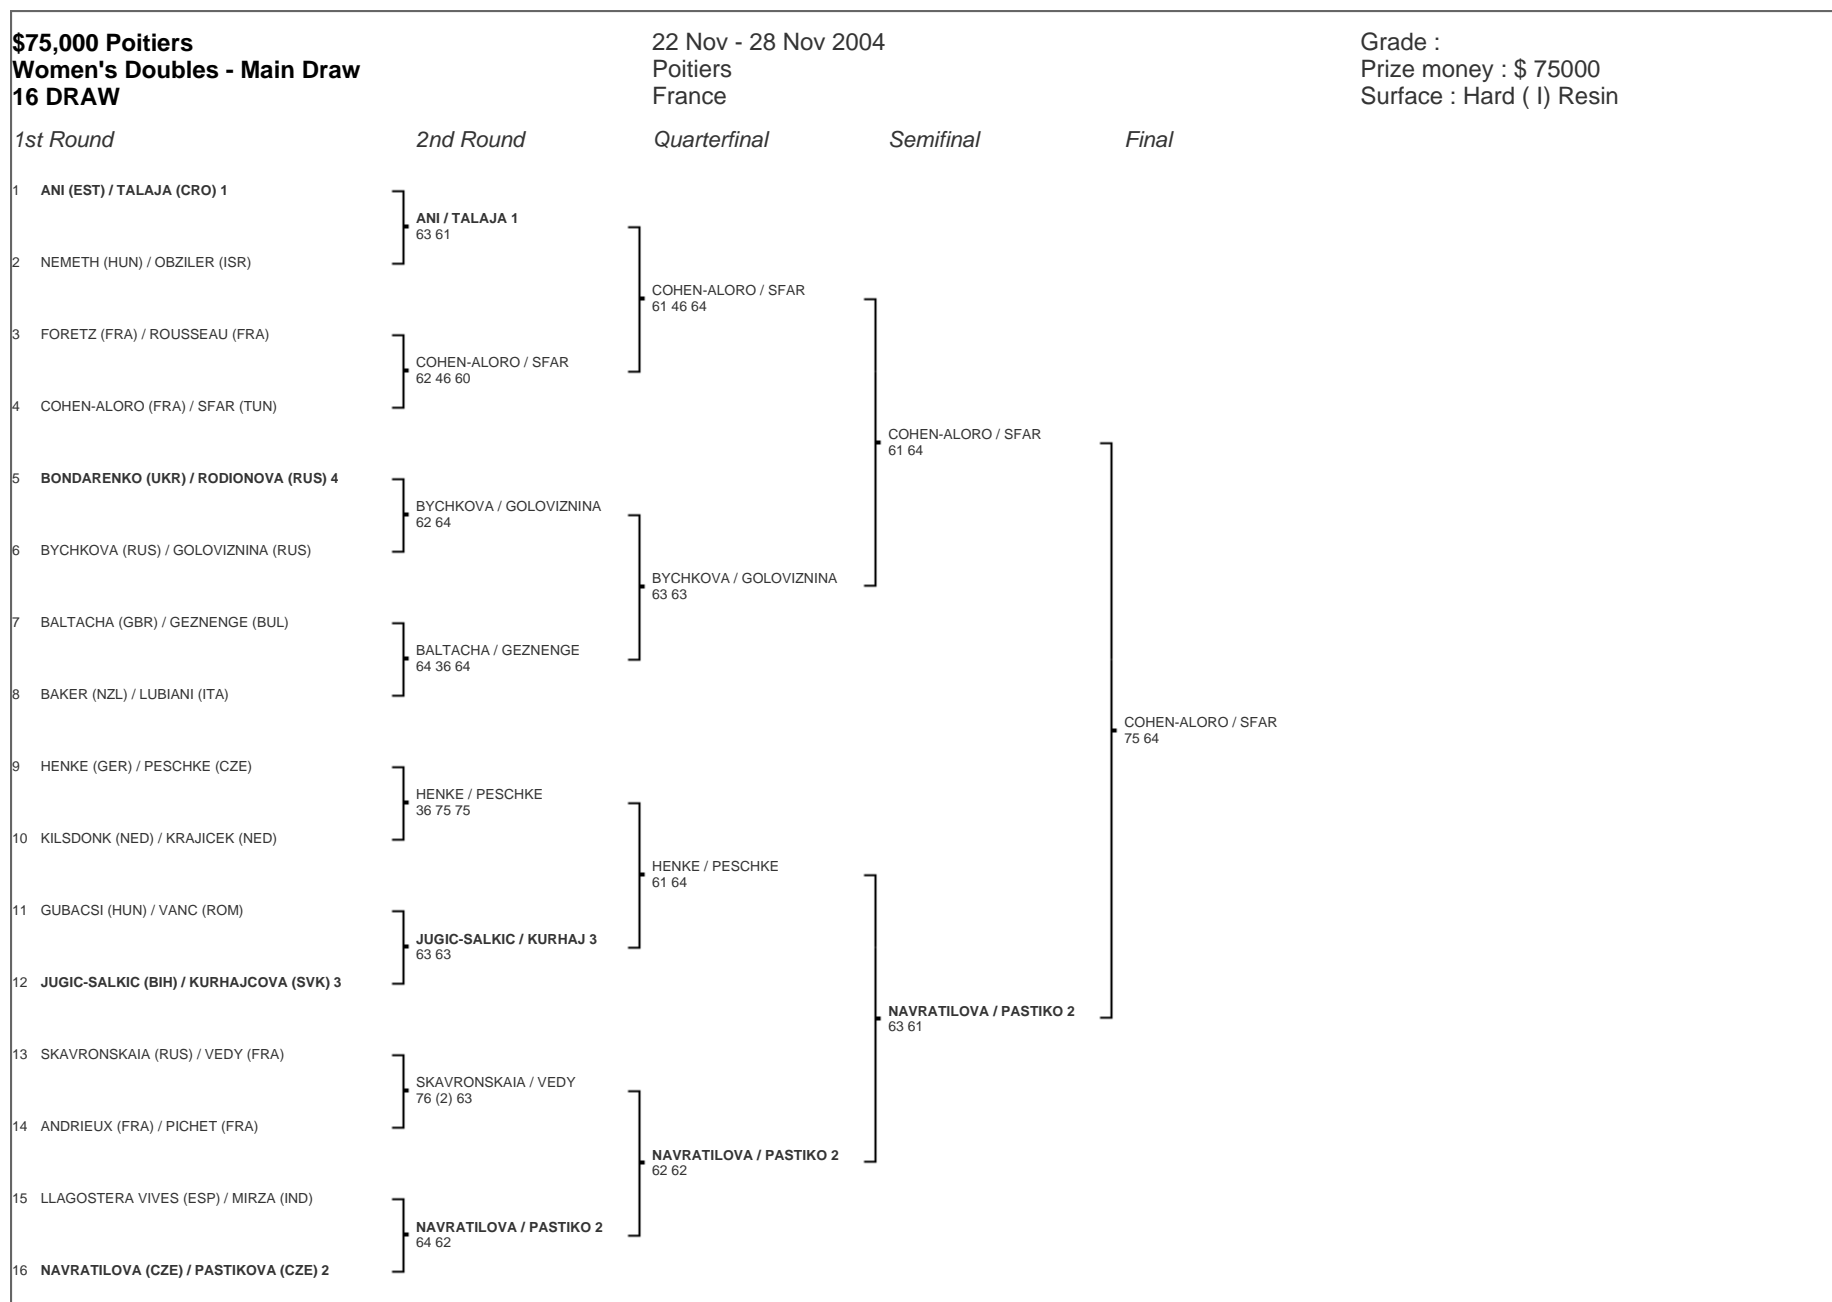 $75,000 Poitiers
Women's Doubles - Main Draw
16 DRAW
22 Nov - 28 Nov 2004
Poitiers
France
Grade :
Prize money : $ 75000
Surface : Hard ( I) Resin
1st Round
2nd Round
Quarterfinal
Semifinal
Final
1 ANI (EST) / TALAJA (CRO) 1
2 NEMETH (HUN) / OBZILER (ISR)
3 FORETZ (FRA) / ROUSSEAU (FRA)
4 COHEN-ALORO (FRA) / SFAR (TUN)
5 BONDARENKO (UKR) / RODIONOVA (RUS) 4
6 BYCHKOVA (RUS) / GOLOVIZNINA (RUS)
7 BALTACHA (GBR) / GEZNENGE (BUL)
8 BAKER (NZL) / LUBIANI (ITA)
9 HENKE (GER) / PESCHKE (CZE)
10 KILSDONK (NED) / KRAJICEK (NED)
11 GUBACSI (HUN) / VANC (ROM)
12 JUGIC-SALKIC (BIH) / KURHAJCOVA (SVK) 3
13 SKAVRONSKAIA (RUS) / VEDY (FRA)
14 ANDRIEUX (FRA) / PICHET (FRA)
15 LLAGOSTERA VIVES (ESP) / MIRZA (IND)
16 NAVRATILOVA (CZE) / PASTIKOVA (CZE) 2
ANI / TALAJA 1
63 61
COHEN-ALORO / SFAR
62 46 60
BYCHKOVA / GOLOVIZNINA
62 64
BALTACHA / GEZNENGE
64 36 64
HENKE / PESCHKE
36 75 75
JUGIC-SALKIC / KURHAJ 3
63 63
SKAVRONSKAIA / VEDY
76 (2) 63
NAVRATILOVA / PASTIKO 2
64 62
COHEN-ALORO / SFAR
61 46 64
BYCHKOVA / GOLOVIZNINA
63 63
HENKE / PESCHKE
61 64
NAVRATILOVA / PASTIKO 2
62 62
COHEN-ALORO / SFAR
61 64
NAVRATILOVA / PASTIKO 2
63 61
COHEN-ALORO / SFAR
75 64